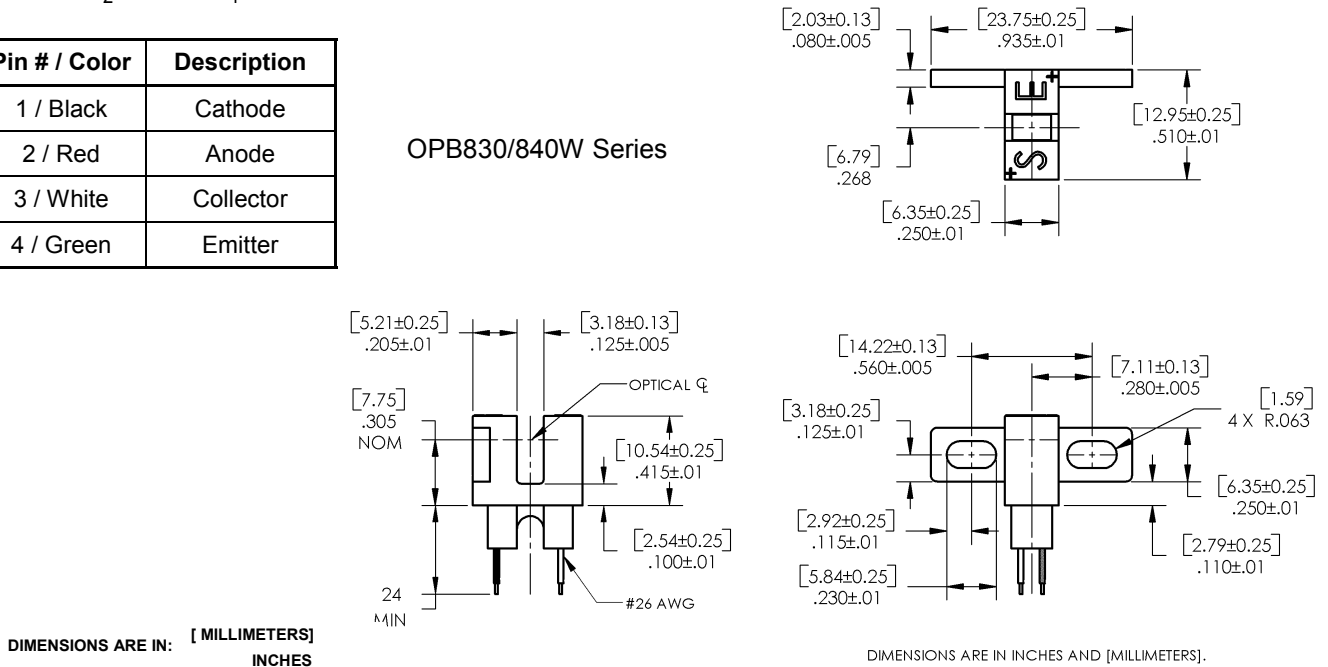 2
Pin # / Color Description
1 / Black Cathode
2 / Red Anode
3 / White Collector
4 / Green Emitter
OPB830/840W Series
[2.03±0.13]
.080±.005
[23.75±0.25]
.935±.01
E
S
[12.95±0.25]
.510±.01
[6.79]
.268
[6.35±0.25]
.250±.01
[5.21±0.25]
.205±.01
[3.18±0.13]
.125±.005
OPTICAL ℄
[7.75]
.305
NOM
[10.54±0.25]
.415±.01
[2.54±0.25]
.100±.01
24
MIN
#26 AWG
[14.22±0.13]
.560±.005
[7.11±0.13]
.280±.005
[1.59]
4 X R.063
[3.18±0.25]
.125±.01
[6.35±0.25]
.250±.01
[2.92±0.25]
.115±.01
[2.79±0.25]
.110±.01
[5.84±0.25]
.230±.01
DIMENSIONS ARE IN: [ MILLIMETERS]
INCHES
DIMENSIONS ARE IN INCHES AND [MILLIMETERS].